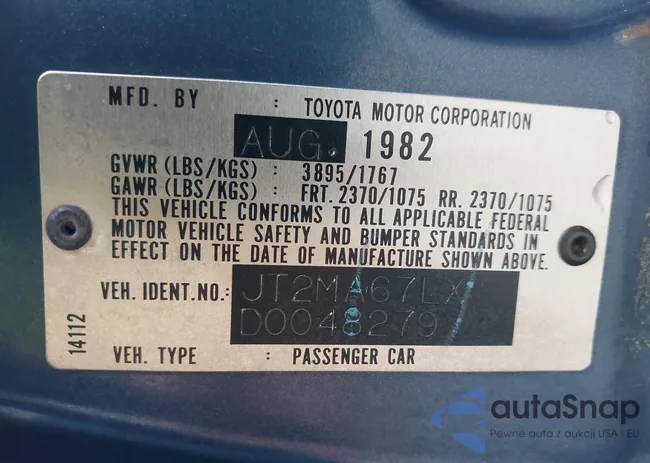 MFD. BY : TOYOTA MOTOR CORPORATION
AUG. 1982
GVWR (LBS/KGS) : 3895/1767
GAWR (LBS/KGS) : FRT. 2370/1075 RR. 2370/1075
THIS VEHICLE CONFORMS TO ALL APPLICABLE FEDERAL
MOTOR VEHICLE SAFETY AND BUMPER STANDARDS IN
EFFECT ON THE DATE OF MANUFACTURE SHOWN ABOVE.
VEH. IDENT.NO.: JT2MA67LX
D0048279
VEH. TYPE : PASSENGER CAR
14112
autaSnap
Pewne auta z aukcji USA i EU